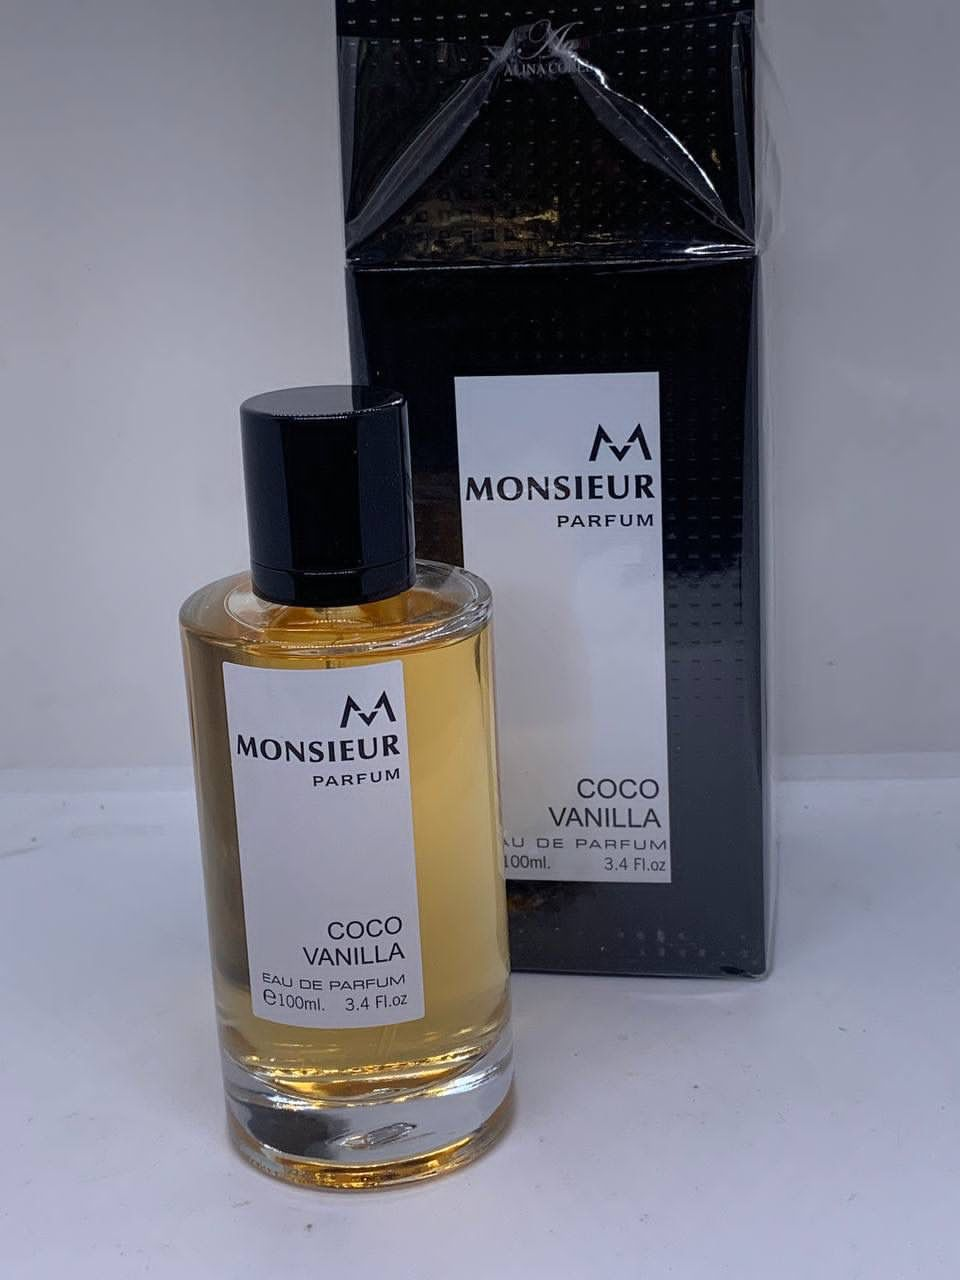 ALINA
M
MONSIEUR
PARFUM
COCO
VANILLA
EAU DE PARFUM
100ml. 3.4 Fl.oz
M
MONSIEUR
PARFUM
COCO
VANILLA
EAU DE PARFUM
℮100ml. 3.4 Fl.oz